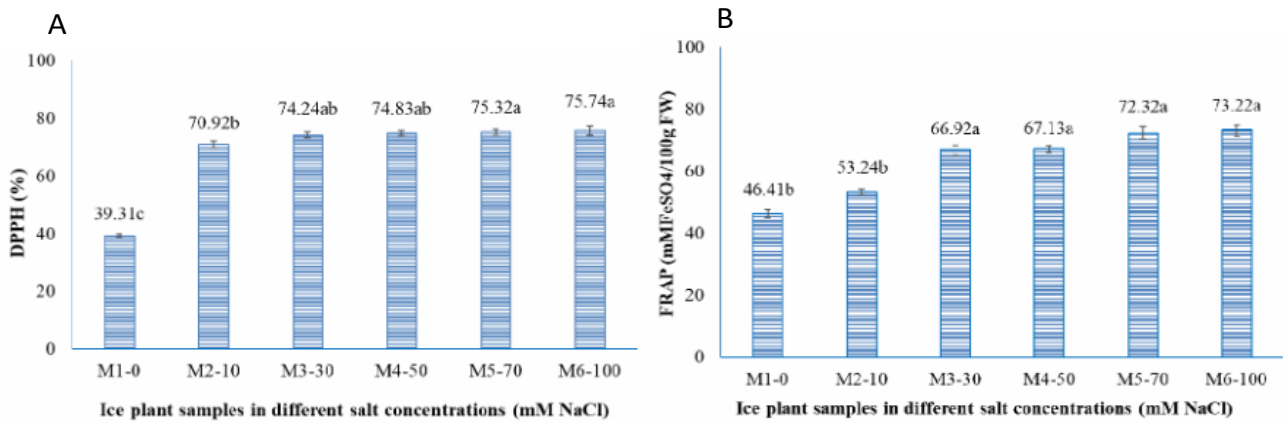 A
100
80
60
40
20
0
DPPH (%)
39.31c
70.92b
74.24ab
74.83ab
75.32a
75.74a
M1-0 M2-10 M3-30 M4-50 M5-70 M6-100
Ice plant samples in different salt concentrations (mM NaCl)
B
100
80
60
40
20
0
FRAP (mMFeSO4/100g FW)
46.41b
53.24b
66.92a
67.13a
72.32a
73.22a
M1-0 M2-10 M3-30 M4-50 M5-70 M6-100
Ice plant samples in different salt concentrations (mM NaCl)